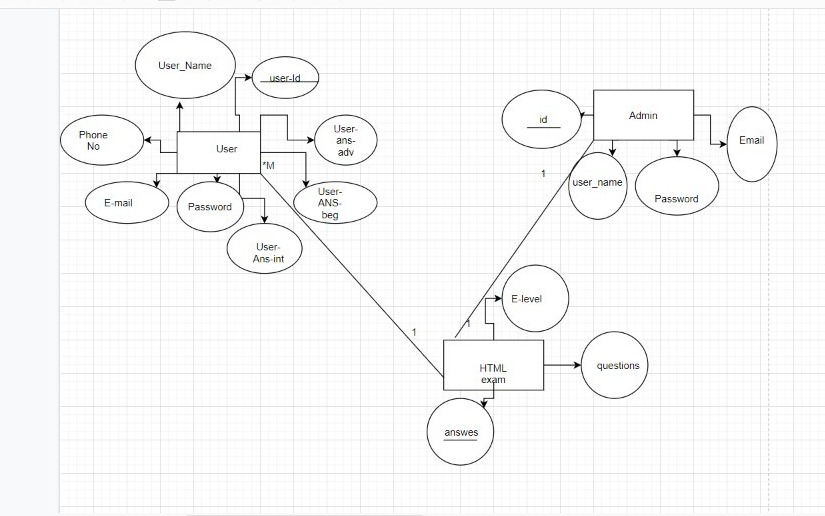 User_Name
user-Id
Phone
No
User
User-
ans-
adv
*M
E-mail
Password
User-
ANS-
beg
User-
Ans-int
id
Admin
Email
1
user_name
Password
E-level
1
1
HTML
exam
questions
answes